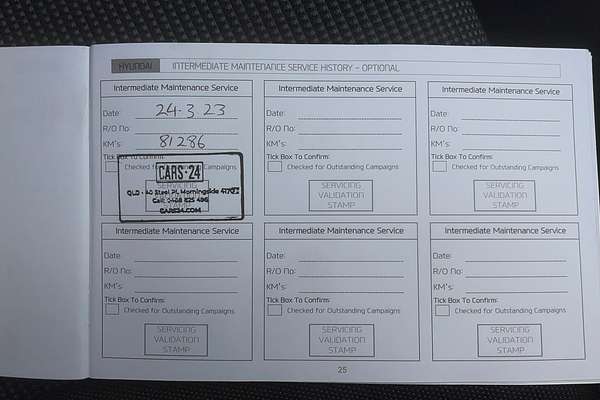 HYUNDAI INTERMEDIATE MAINTENANCE SERVICE HISTORY – OPTIONAL
Intermediate Maintenance Service
Date: 24-3 23
R/O No:
KM's: 81286
Tick Box To Confirm:
Checked for Outstanding Campaigns
SERVICING
VALIDATION
STAMP
CARS·24
QLD - 40 Steel Pl, Morningside
Call:
CARS24.COM
Intermediate Maintenance Service
Date:
R/O No:
KM's:
Tick Box To Confirm:
Checked for Outstanding Campaigns
SERVICING
VALIDATION
STAMP
Intermediate Maintenance Service
Date:
R/O No:
KM's:
Tick Box To Confirm:
Checked for Outstanding Campaigns
SERVICING
VALIDATION
STAMP
Intermediate Maintenance Service
Date:
R/O No:
KM's:
Tick Box To Confirm:
Checked for Outstanding Campaigns
SERVICING
VALIDATION
STAMP
Intermediate Maintenance Service
Date:
R/O No:
KM's:
Tick Box To Confirm:
Checked for Outstanding Campaigns
SERVICING
VALIDATION
STAMP
Intermediate Maintenance Service
Date:
R/O No:
KM's:
Tick Box To Confirm:
Checked for Outstanding Campaigns
SERVICING
VALIDATION
STAMP
25